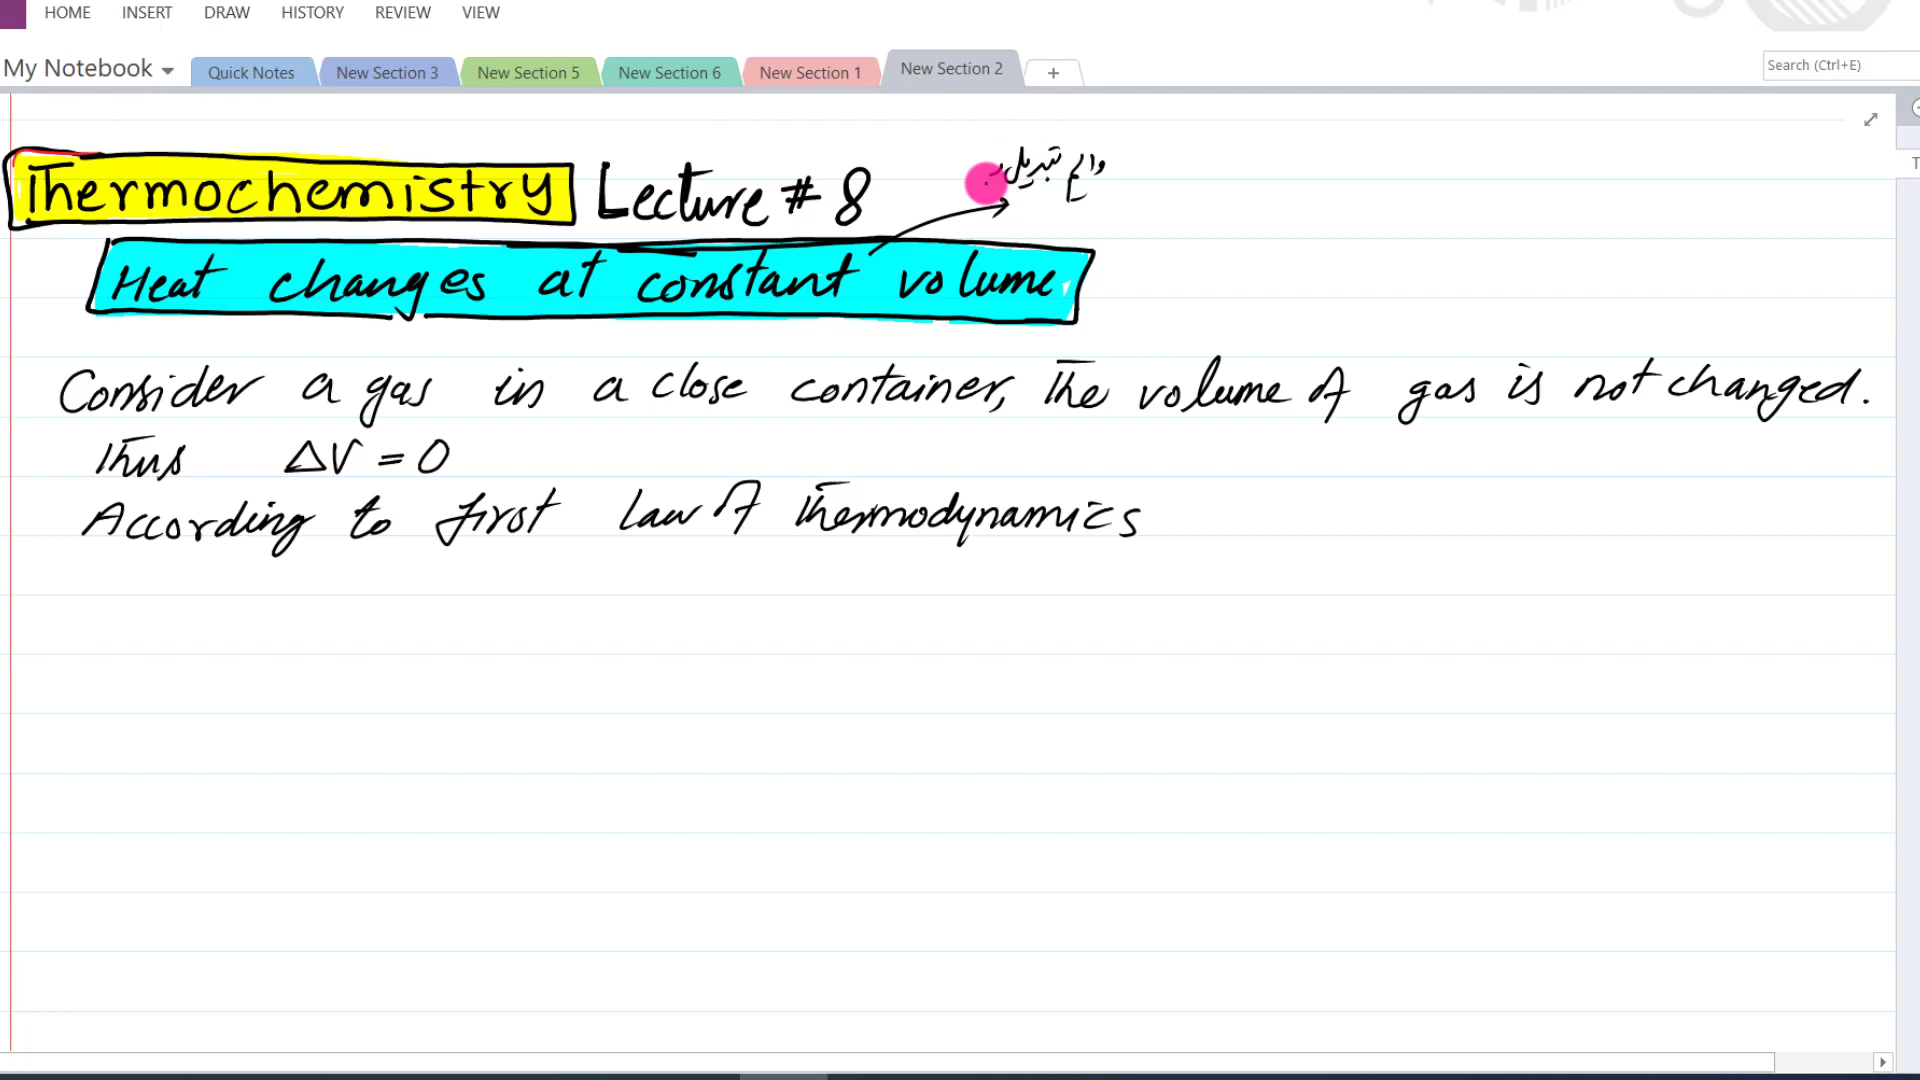 HOME INSERT DRAW HISTORY REVIEW VIEW
My Notebook Quick Notes New Section 3 New Section 5 New Section 6 New Section 1 New Section 2 + Search (Ctrl+E)
Thermochemistry Lecture # 8
Heat changes at constant volume
Consider a gas in a close container, The volume of gas is not changed.
Thus ΔV = 0
According to first law of Thermodynamics